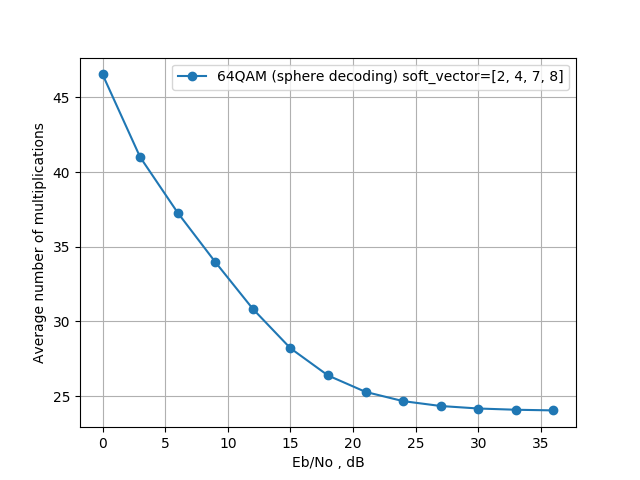 64QAM (sphere decoding) soft_vector=[2, 4, 7, 8]
45
40
35
30
25
Average number of multiplications
0 5 10 15 20 25 30 35
Eb/No , dB